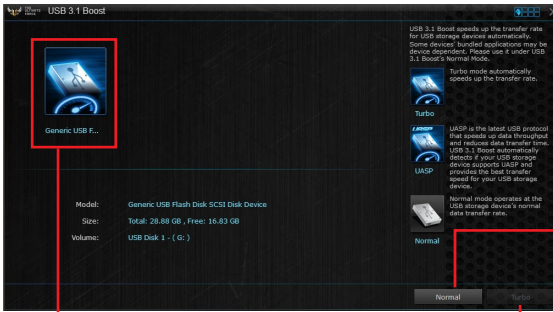 THE ULTIMATE FORCE
USB 3.1 Boost
Generic USB F...
Model: Generic USB Flash Disk SCSI Disk Device
Size: Total: 28.88 GB , Free: 16.83 GB
Volume: USB Disk 1 - ( G: )
USB 3.1 Boost speeds up the transfer rate
for USB storage devices automatically.
Some devices' bundled applications may be
device dependent. Please use it under USB
3.1 Boost's Normal Mode.
Turbo mode automatically
speeds up the transfer rate.
Turbo
UASP
UASP is the latest USB protocol
that speeds up data throughput
and reduces data transfer time.
USB 3.1 Boost automatically
detects if your USB storage
device supports UASP and
provides the best transfer
speed for your USB storage
device.
UASP
Normal mode operates at the
USB storage device's normal
data transfer rate.
Normal
Normal
Turbo